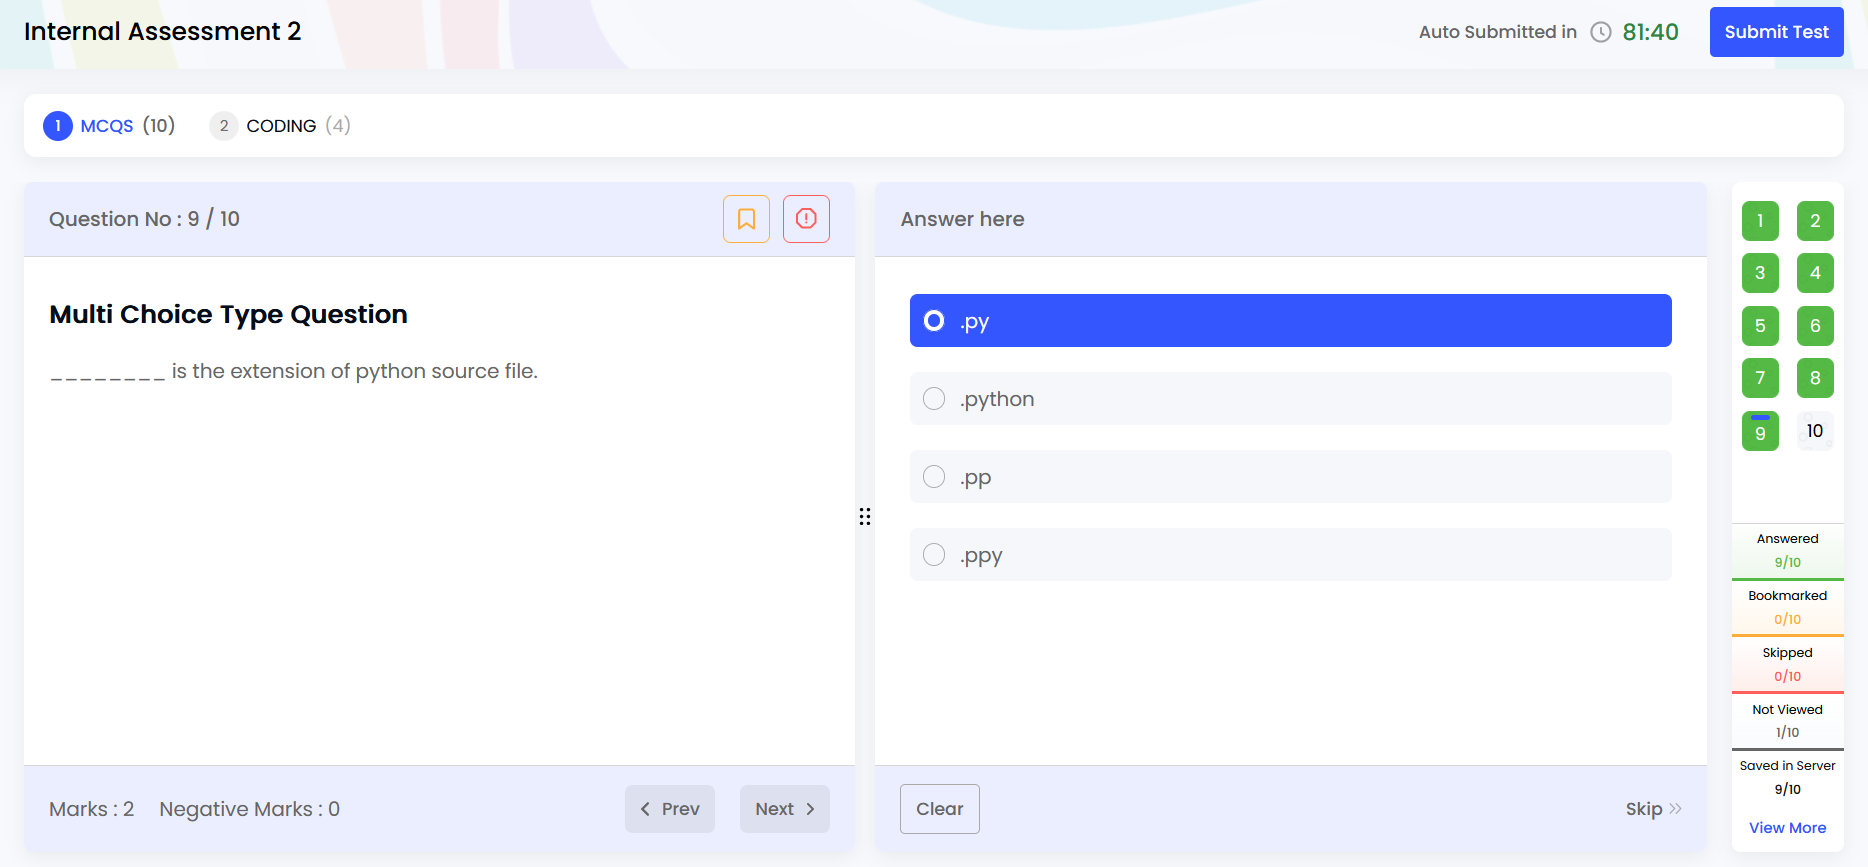 Internal Assessment 2
Auto Submitted in 81:40
Submit Test
1 MCQS (10)
2 CODING (4)
Question No : 9 / 10
Multi Choice Type Question
________ is the extension of python source file.
Marks : 2 Negative Marks : 0
Prev
Next
Answer here
.py
.python
.pp
.ppy
Clear
Skip
1 2
3 4
5 6
7 8
9 10
Answered
9/10
Bookmarked
0/10
Skipped
0/10
Not Viewed
1/10
Saved in Server
9/10
View More